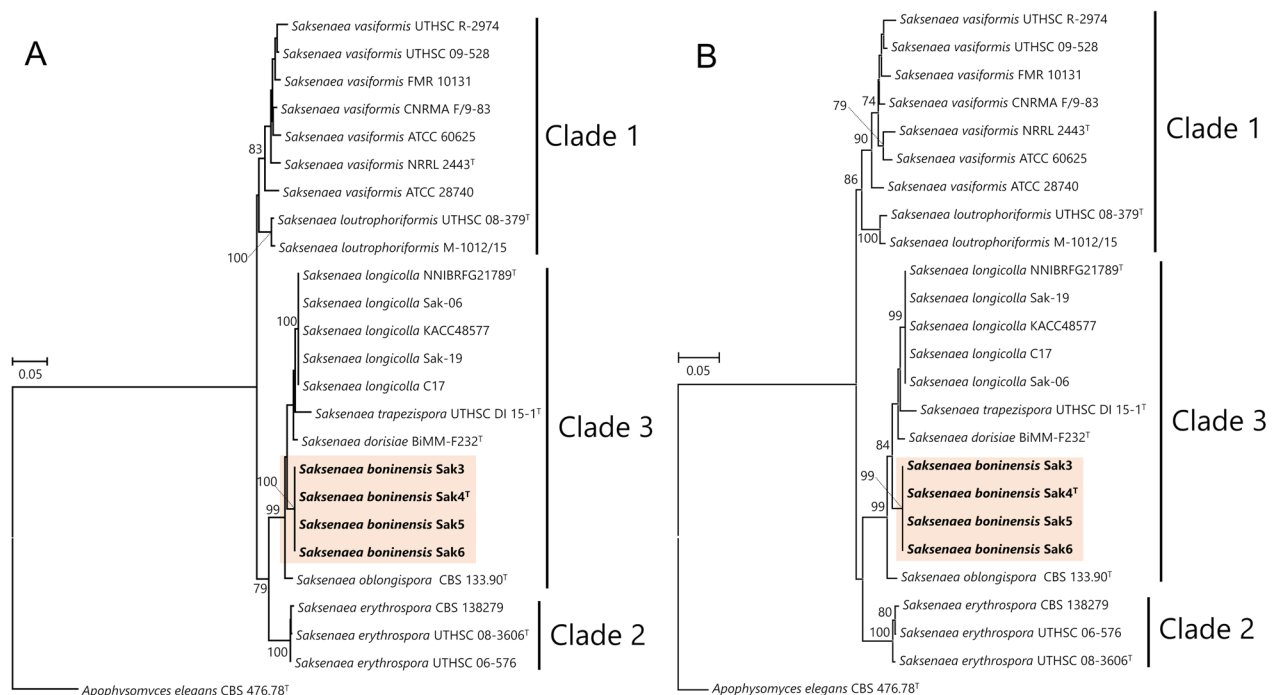 A
Saksenaea vasiformis UTHSC R-2974
Saksenaea vasiformis UTHSC 09-528
Saksenaea vasiformis FMR 10131
Saksenaea vasiformis CNRMA F/9-83
Saksenaea vasiformis ATCC 60625
83
Saksenaea vasiformis NRRL 2443ᵀ
Saksenaea vasiformis ATCC 28740
Saksenaea loutrophoriformis UTHSC 08-379ᵀ
Saksenaea loutrophoriformis M-1012/15
100
Clade 1
Saksenaea longicolla NNIBRFG21789ᵀ
Saksenaea longicolla Sak-06
100
Saksenaea longicolla KACC48577
Saksenaea longicolla Sak-19
Saksenaea longicolla C17
Saksenaea trapezispora UTHSC DI 15-1ᵀ
Saksenaea dorisiae BiMM-F232ᵀ
Saksenaea boninensis Sak3
100
Saksenaea boninensis Sak4ᵀ
99
Saksenaea boninensis Sak5
Saksenaea boninensis Sak6
Saksenaea oblongispora CBS 133.90ᵀ
Clade 3
79
Saksenaea erythrospora CBS 138279
Saksenaea erythrospora UTHSC 08-3606ᵀ
100
Saksenaea erythrospora UTHSC 06-576
Clade 2
Apophysomyces elegans CBS 476.78ᵀ
0.05
B
Saksenaea vasiformis UTHSC R-2974
Saksenaea vasiformis UTHSC 09-528
Saksenaea vasiformis FMR 10131
79
74
Saksenaea vasiformis CNRMA F/9-83
90
Saksenaea vasiformis NRRL 2443ᵀ
Saksenaea vasiformis ATCC 60625
86
Saksenaea vasiformis ATCC 28740
Saksenaea loutrophoriformis UTHSC 08-379ᵀ
100
Saksenaea loutrophoriformis M-1012/15
Clade 1
Saksenaea longicolla NNIBRFG21789ᵀ
Saksenaea longicolla Sak-19
99
Saksenaea longicolla KACC48577
Saksenaea longicolla C17
Saksenaea longicolla Sak-06
Saksenaea trapezispora UTHSC DI 15-1ᵀ
Saksenaea dorisiae BiMM-F232ᵀ
84
Saksenaea boninensis Sak3
99
Saksenaea boninensis Sak4ᵀ
99
Saksenaea boninensis Sak5
Saksenaea boninensis Sak6
Saksenaea oblongispora CBS 133.90ᵀ
Clade 3
80
Saksenaea erythrospora CBS 138279
100
Saksenaea erythrospora UTHSC 06-576
Saksenaea erythrospora UTHSC 08-3606ᵀ
Clade 2
Apophysomyces elegans CBS 476.78ᵀ
0.05